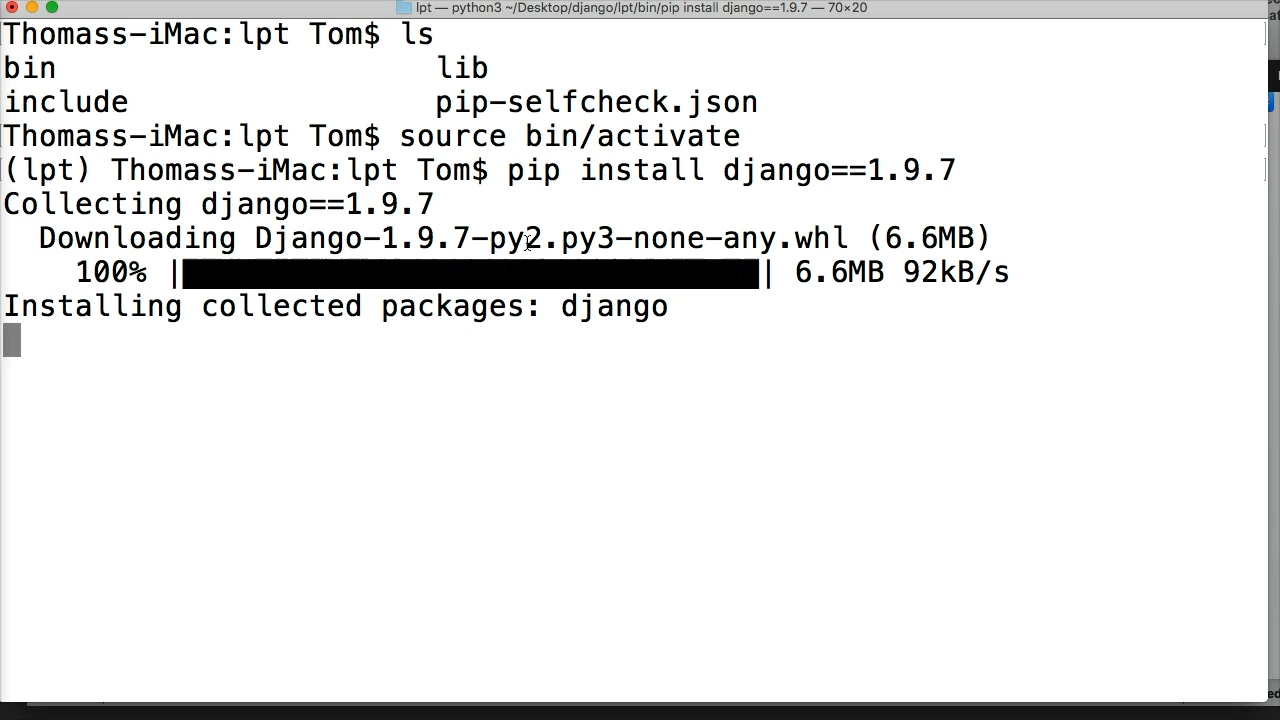 lpt — python3 ~/Desktop/django/lpt/bin/pip install django==1.9.7 — 70×20
Thomass-iMac:lpt Tom$ ls
bin lib
include pip-selfcheck.json
Thomass-iMac:lpt Tom$ source bin/activate
(lpt) Thomass-iMac:lpt Tom$ pip install django==1.9.7
Collecting django==1.9.7
Downloading Django-1.9.7-py2.py3-none-any.whl (6.6MB)
100% || 6.6MB 92kB/s
Installing collected packages: django